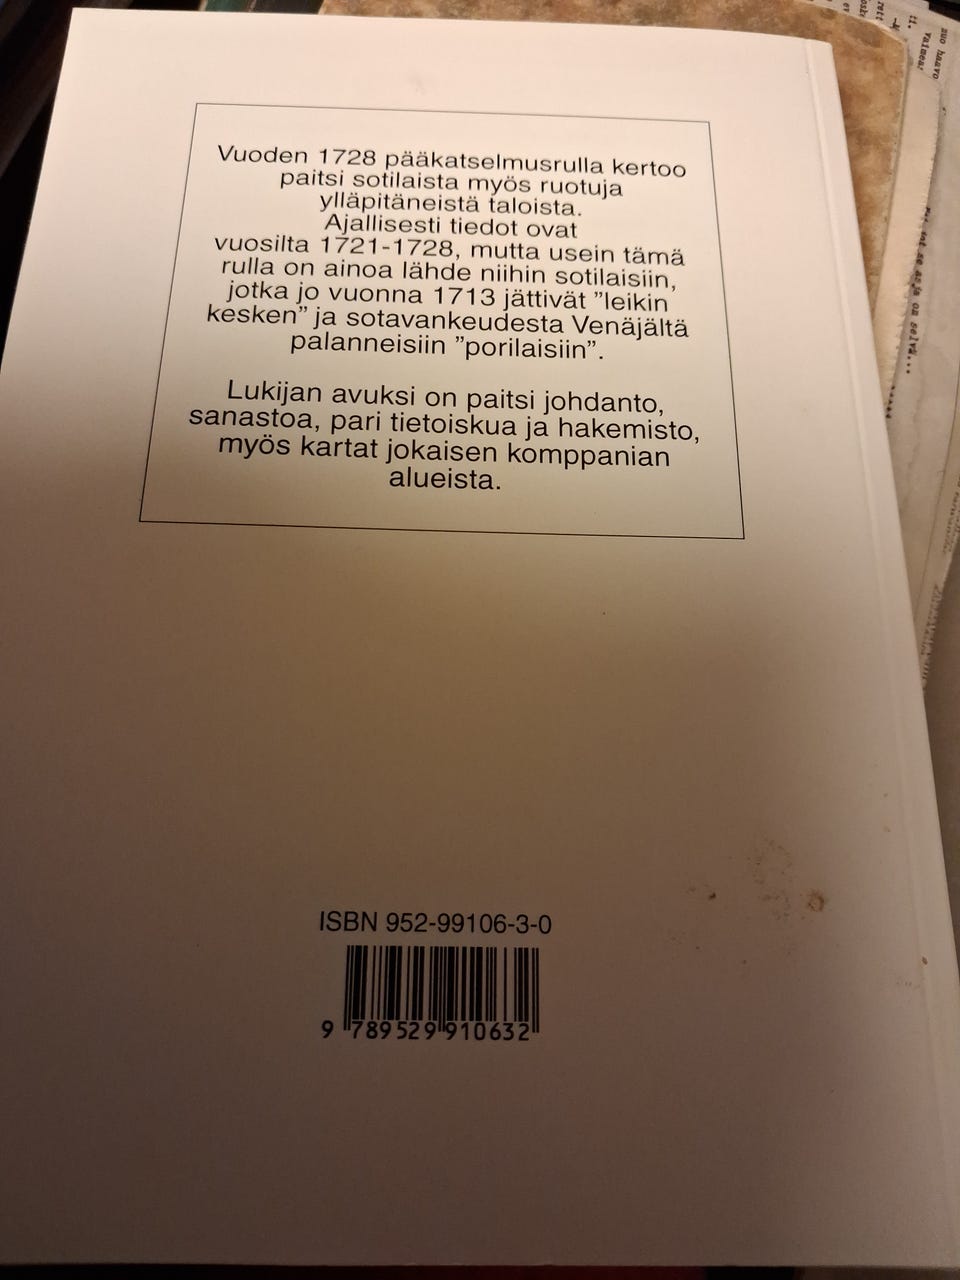 Vuoden 1728 pääkatselmusrulla kertoo
paitsi sotilaista myös ruotuja
ylläpitäneistä taloista.
Ajallisesti tiedot ovat
vuosilta 1721-1728, mutta usein tämä
rulla on ainoa lähde niihin sotilaisiin,
jotka jo vuonna 1713 jättivät ”leikin
kesken” ja sotavankeudesta Venäjältä
palanneisiin ”porilaisiin”.
Lukijan avuksi on paitsi johdanto,
sanastoa, pari tietoiskua ja hakemisto,
myös kartat jokaisen komppanian
alueista.
ISBN 952-99106-3-0
9 789529 910632